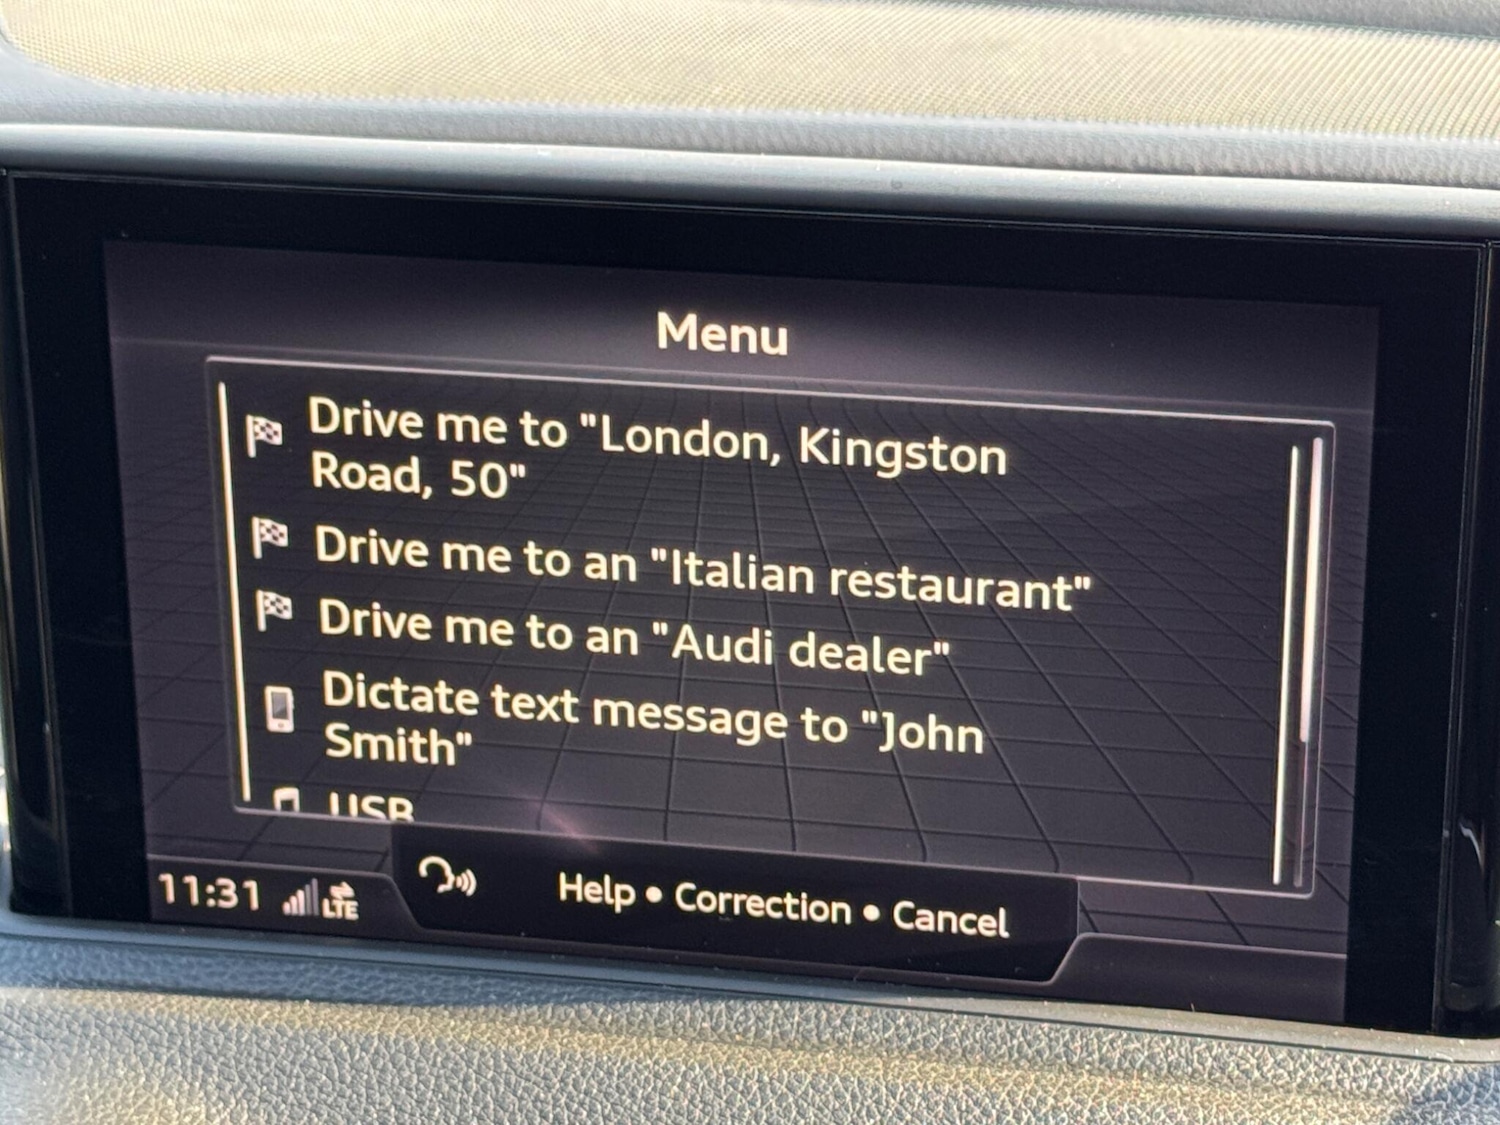 Menu
Drive me to "London, Kingston
Road, 50"
Drive me to an "Italian restaurant"
Drive me to an "Audi dealer"
Dictate text message to "John
Smith"
USB
11:31 LTE Help • Correction • Cancel